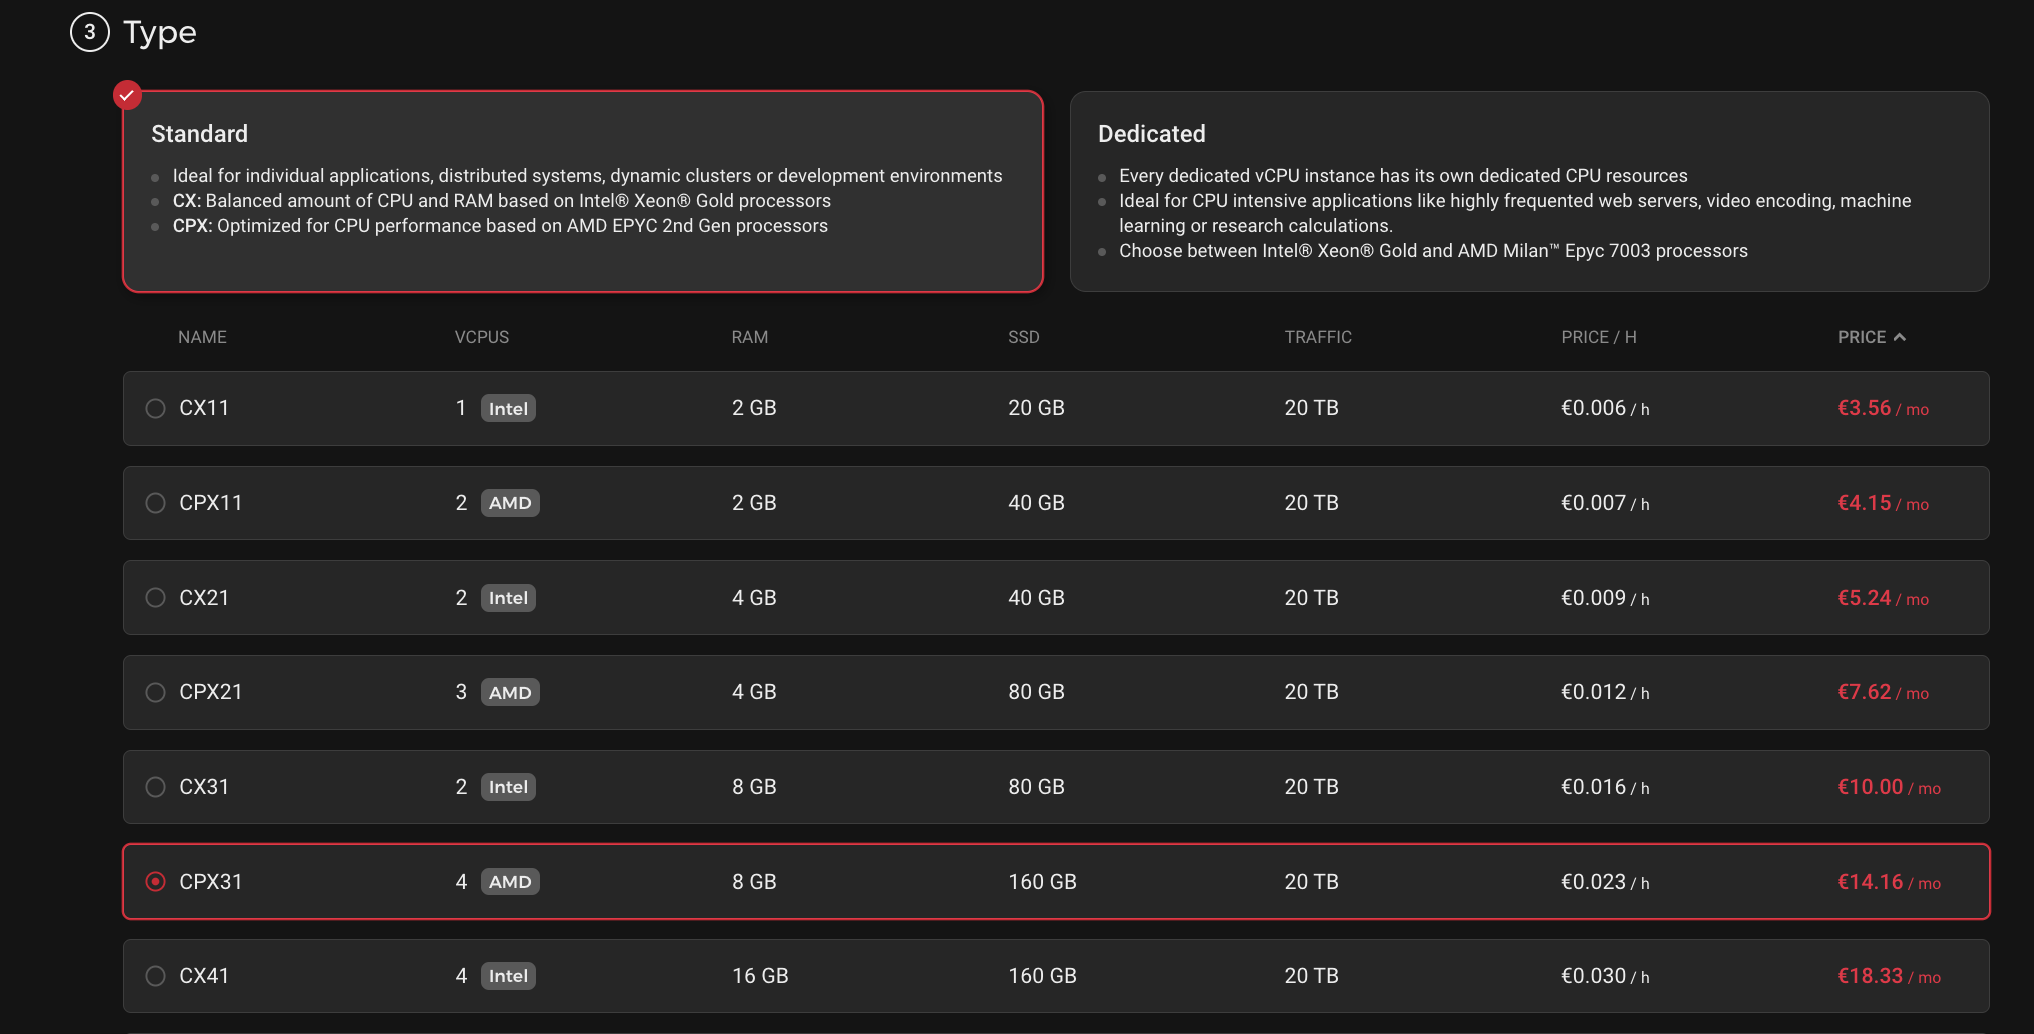 3 Type
Standard
Ideal for individual applications, distributed systems, dynamic clusters or development environments
CX: Balanced amount of CPU and RAM based on Intel® Xeon® Gold processors
CPX: Optimized for CPU performance based on AMD EPYC 2nd Gen processors
Dedicated
Every dedicated vCPU instance has its own dedicated CPU resources
Ideal for CPU intensive applications like highly frequented web servers, video encoding, machine
learning or research calculations.
Choose between Intel® Xeon® Gold and AMD Milan™ Epyc 7003 processors
NAME VCPUS RAM SSD TRAFFIC PRICE / H PRICE
CX11 1 Intel 2 GB 20 GB 20 TB €0.006 / h €3.56 / mo
CPX11 2 AMD 2 GB 40 GB 20 TB €0.007 / h €4.15 / mo
CX21 2 Intel 4 GB 40 GB 20 TB €0.009 / h €5.24 / mo
CPX21 3 AMD 4 GB 80 GB 20 TB €0.012 / h €7.62 / mo
CX31 2 Intel 8 GB 80 GB 20 TB €0.016 / h €10.00 / mo
CPX31 4 AMD 8 GB 160 GB 20 TB €0.023 / h €14.16 / mo
CX41 4 Intel 16 GB 160 GB 20 TB €0.030 / h €18.33 / mo